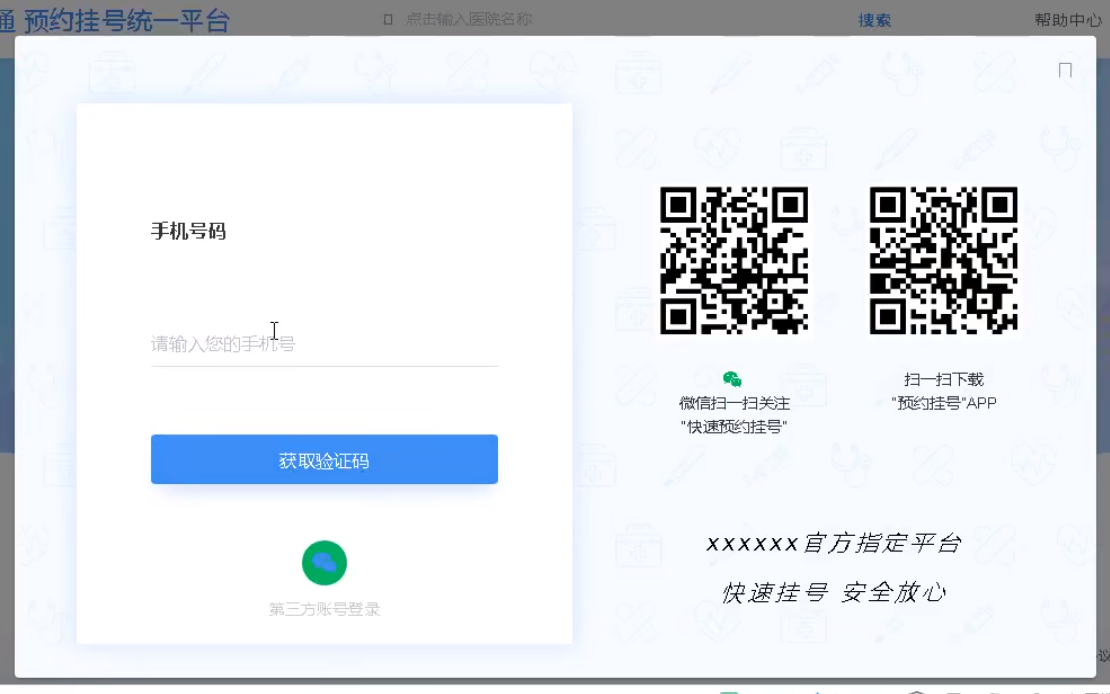 通 预约挂号统一平台
点击输入医院名称
搜索
帮助中心
手机号码
请输入您的手机号
获取验证码
第三方账号登录
微信扫一扫关注
"快速预约挂号"
扫一扫下载
"预约挂号"APP
xxxxxx官方指定平台
快速挂号 安全放心
议